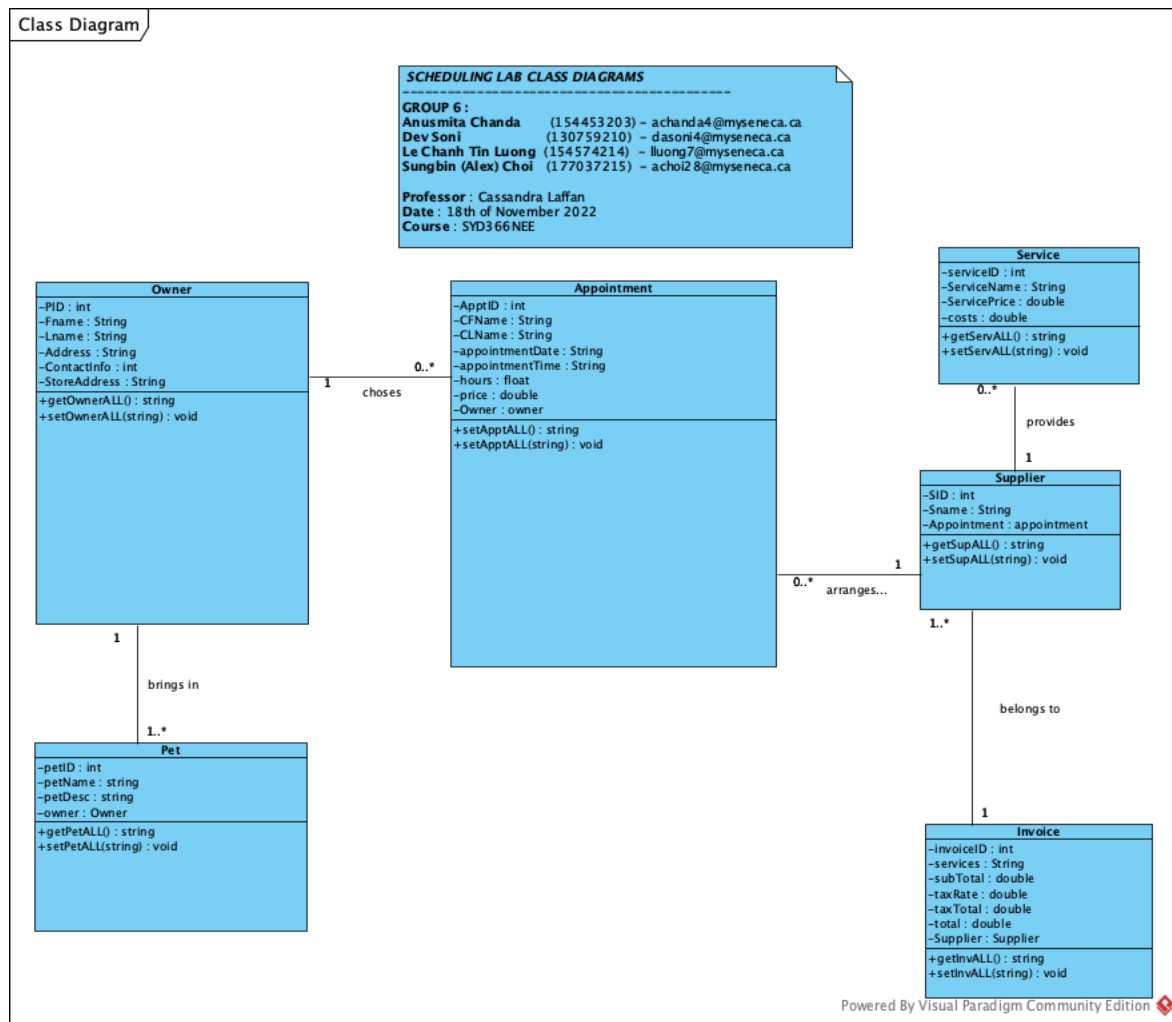 Class Diagram
SCHEDULING LAB CLASS DIAGRAMS
--------------------------------------------
GROUP 6 :
Anusmita Chanda (154453203) - achanda4@myseneca.ca
Dev Soni (130759210) - dasoni4@myseneca.ca
Le Chanh Tin Luong (154574214) - lluong7@myseneca.ca
Sungbin (Alex) Choi (177037215) - achoi28@myseneca.ca
Professor : Cassandra Laffan
Date : 18th of November 2022
Course : SYD366NEE
Owner
-PID : int
-Fname : String
-Lname : String
-Address : String
-ContactInfo : int
-StoreAddress : String
+getOwnerALL() : string
+setOwnerALL(string) : void
1
choses
0..*
Appointment
-ApptID : int
-CFName : String
-CLName : String
-appointmentDate : String
-appointmentTime : String
-hours : float
-price : double
-Owner : owner
+setApptALL() : string
+setApptALL(string) : void
Service
-serviceID : int
-ServiceName : String
-ServicePrice : double
-costs : double
+getServALL() : string
+setServALL(string) : void
0..*
provides
1
Supplier
-SID : int
-Sname : String
-Appointment : appointment
+getSupALL() : string
+setSupALL(string) : void
0..*
arranges...
1
1
brings in
1..*
Pet
-petID : int
-petName : string
-petDesc : string
-owner : Owner
+getPetALL() : string
+setPetALL(string) : void
1..*
belongs to
1
Invoice
-invoiceID : int
-services : String
-subTotal : double
-taxRate : double
-taxTotal : double
-total : double
-Supplier : Supplier
+getInvALL() : string
+setInvALL(string) : void
Powered By Visual Paradigm Community Edition